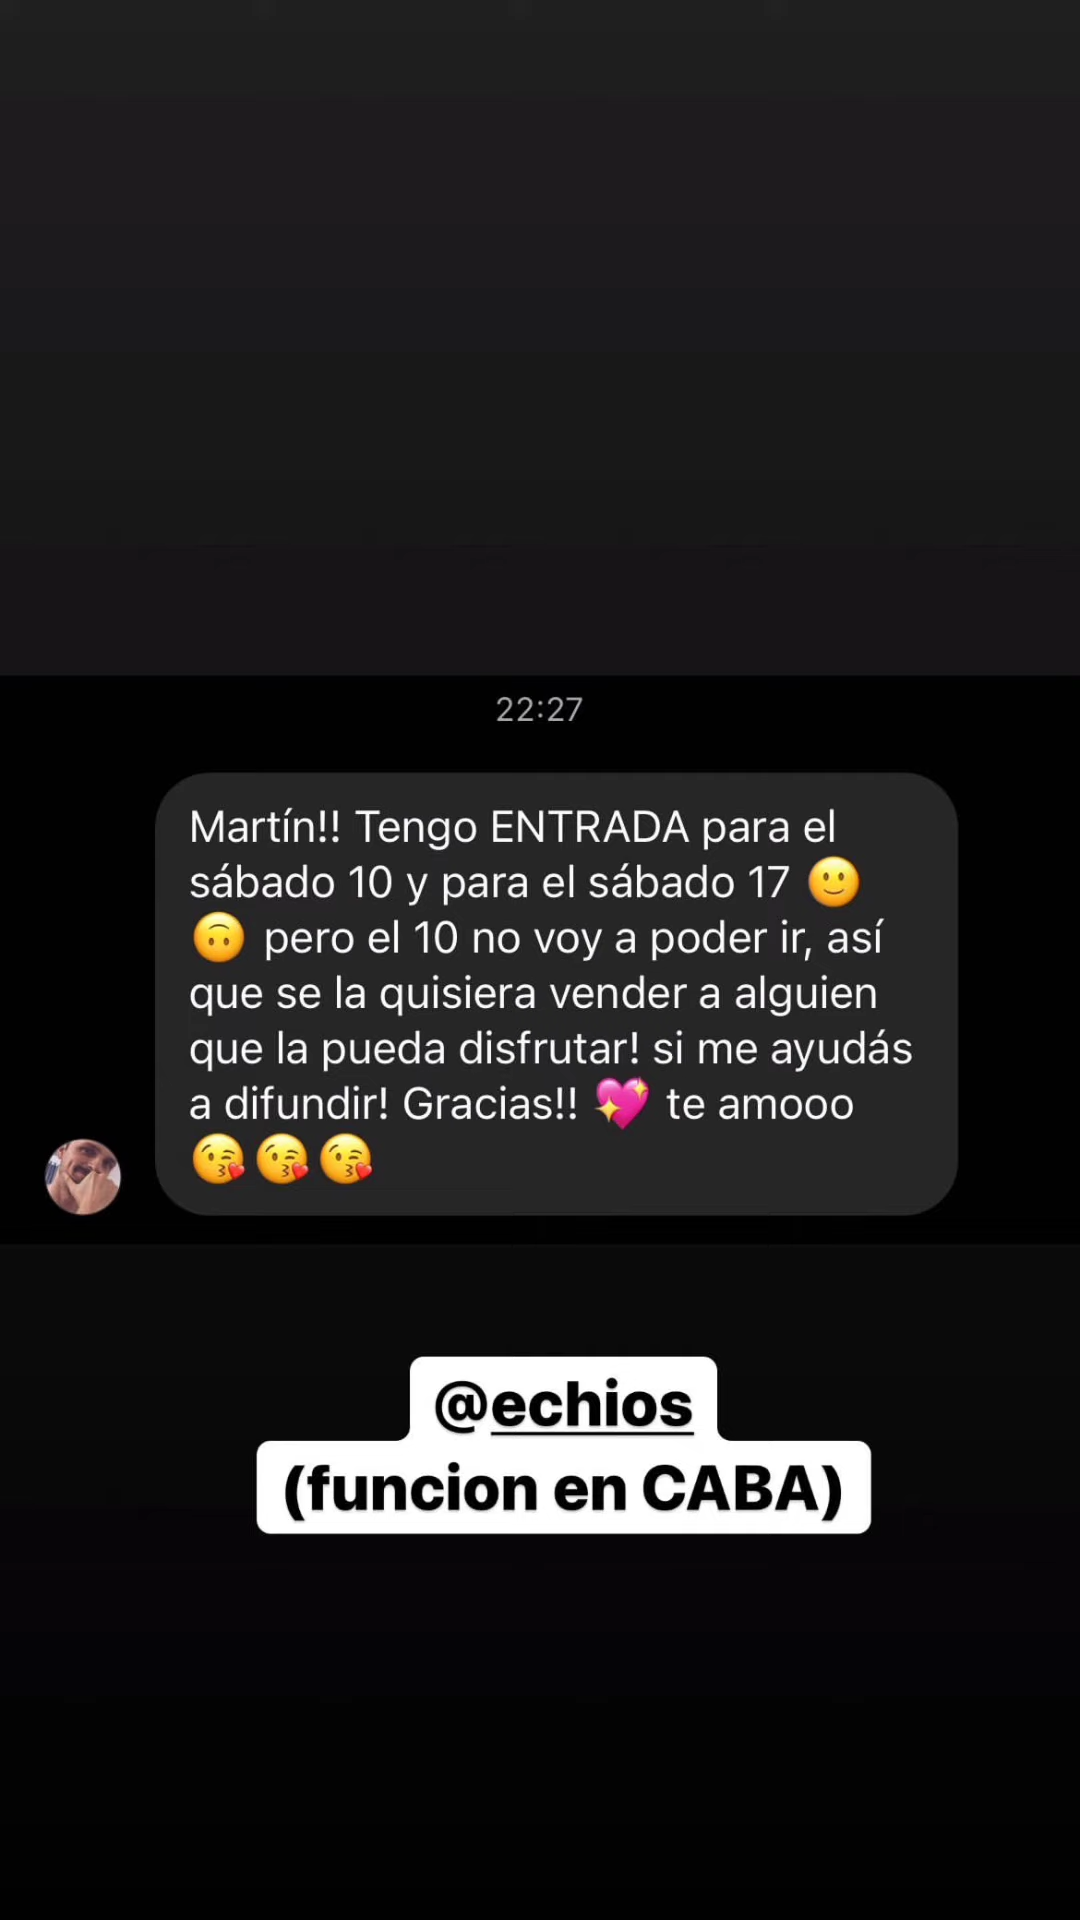 22:27
Martín!! Tengo ENTRADA para el
sábado 10 y para el sábado 17 🙂
🙃 pero el 10 no voy a poder ir, así
que se la quisiera vender a alguien
que la pueda disfrutar! si me ayudás
a difundir! Gracias!! 💖 te amooo
😘😘😘
@echios
(funcion en CABA)